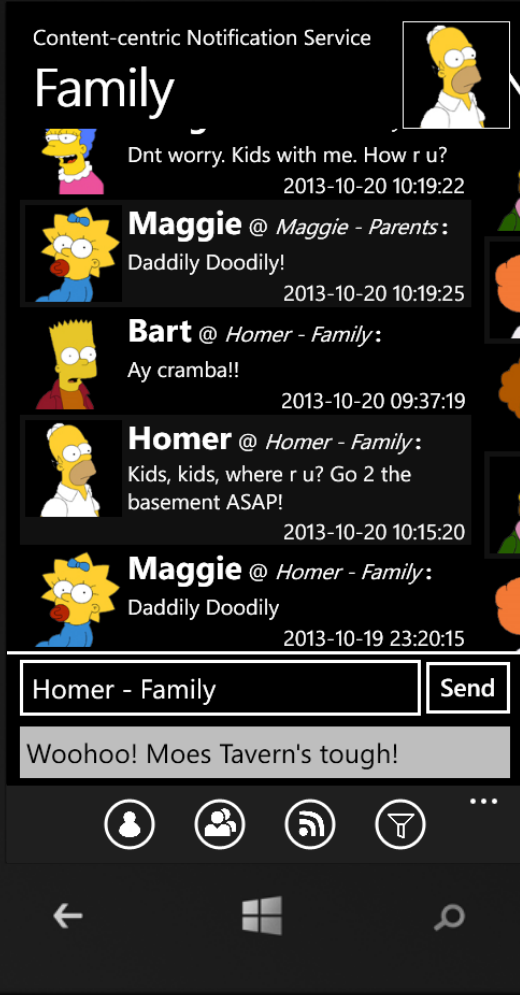 Content-centric Notification Service
Family
Dnt worry. Kids with me. How r u?
2013-10-20 10:19:22
Maggie @ Maggie - Parents :
Daddily Doodily!
2013-10-20 10:19:25
Bart @ Homer - Family :
Ay cramba!!
2013-10-20 09:37:19
Homer @ Homer - Family :
Kids, kids, where r u? Go 2 the
basement ASAP!
2013-10-20 10:15:20
Maggie @ Homer - Family :
Daddily Doodily
2013-10-19 23:20:15
Homer - Family
Send
Woohoo! Moes Tavern's tough!